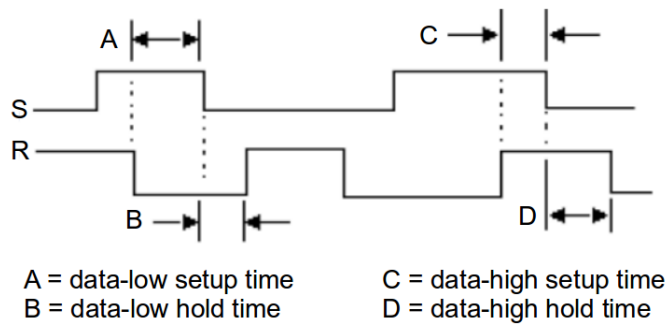 A
C
S
R
B
D
A = data-low setup time
B = data-low hold time
C = data-high setup time
D = data-high hold time